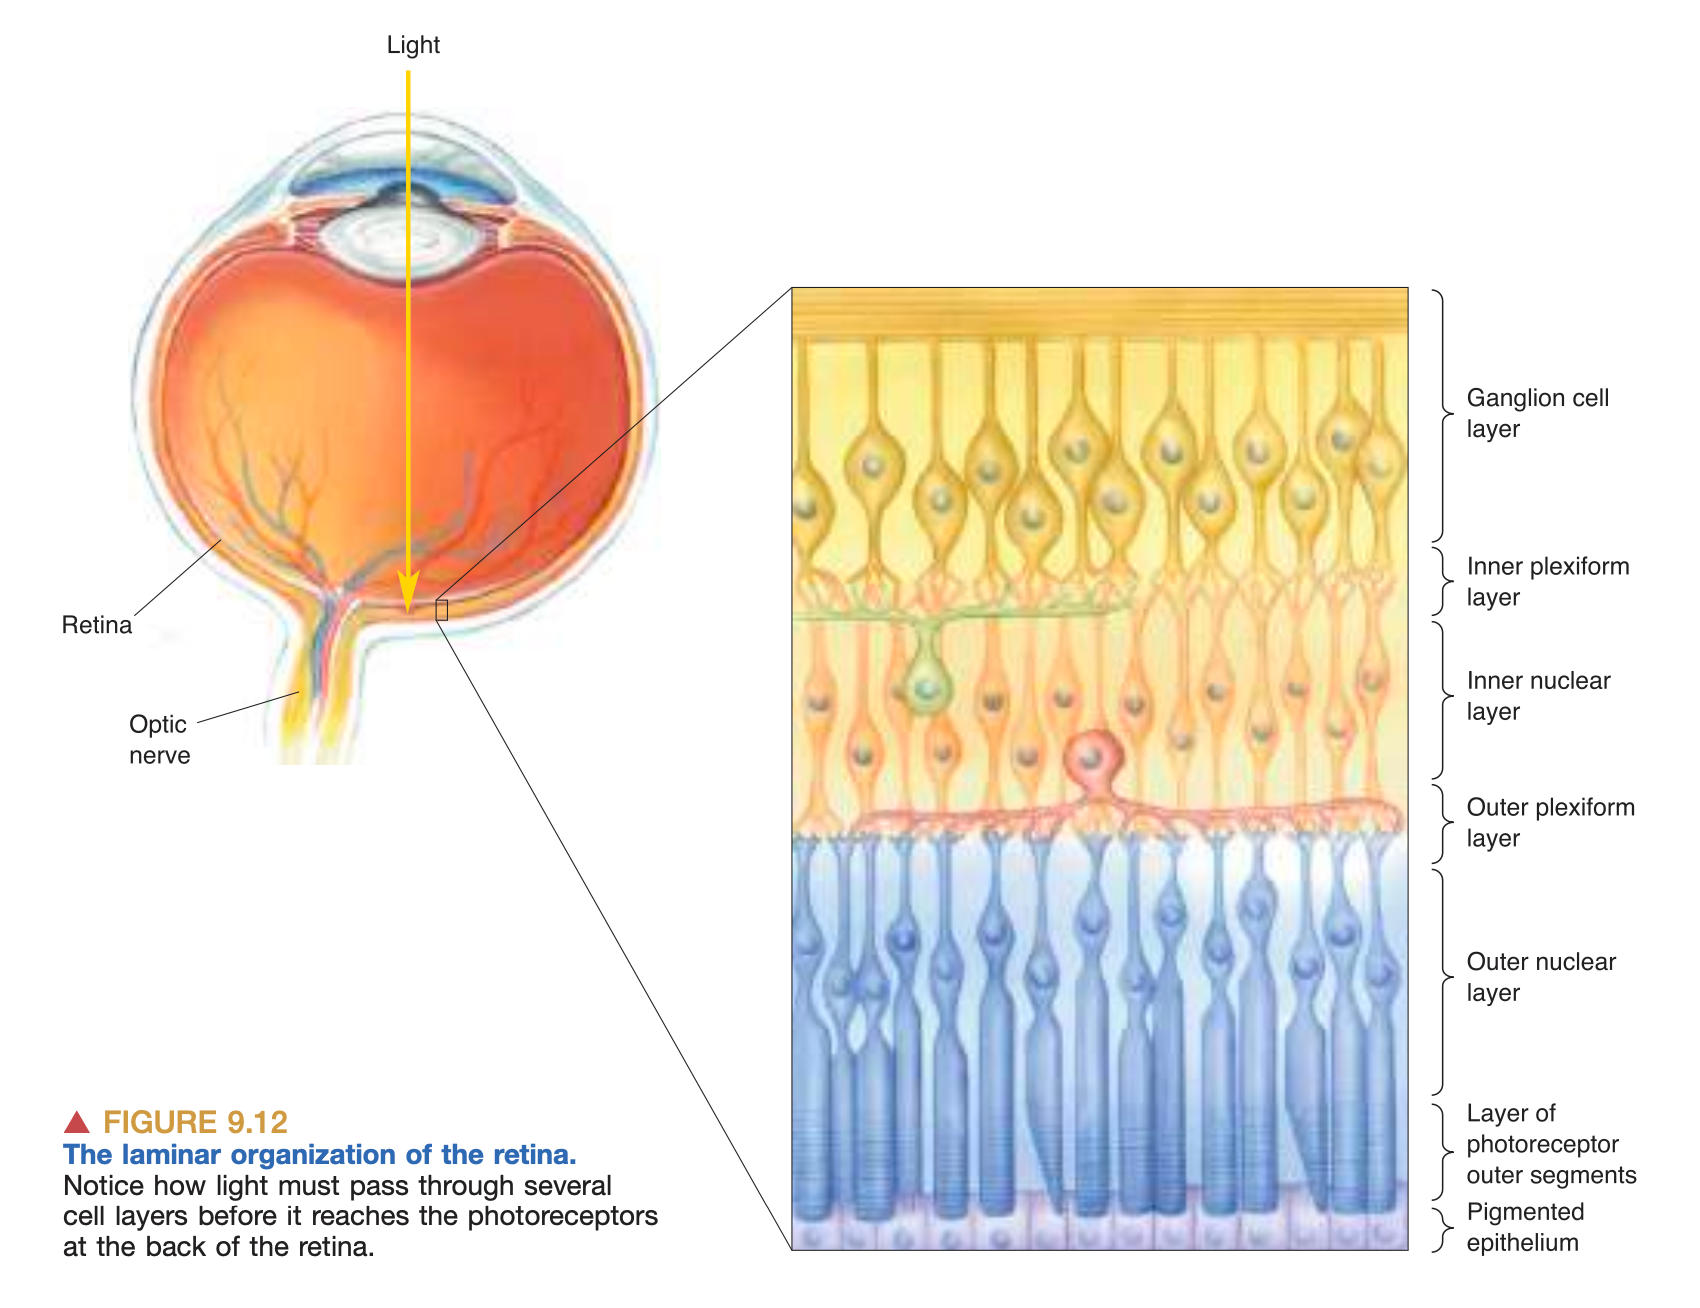 Light
Retina
Optic
nerve
Ganglion cell
layer
Inner plexiform
layer
Inner nuclear
layer
Outer plexiform
layer
Outer nuclear
layer
Layer of
photoreceptor
outer segments
Pigmented
epithelium
▲ FIGURE 9.12
The laminar organization of the retina.
Notice how light must pass through several
cell layers before it reaches the photoreceptors
at the back of the retina.